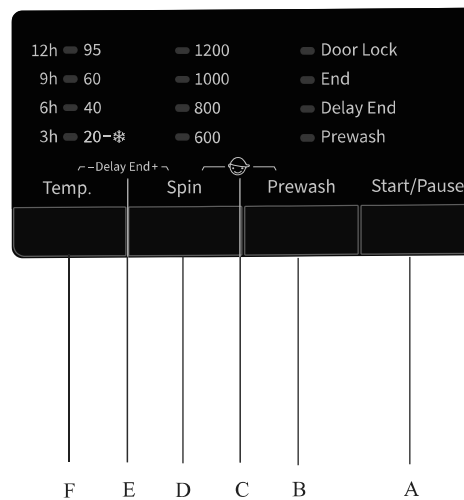 12h 95 1200 Door Lock
9h 60 1000 End
6h 40 800 Delay End
3h 20-❄ 600 Prewash
-Delay End+
Temp. Spin Prewash Start/Pause
F E D C B A